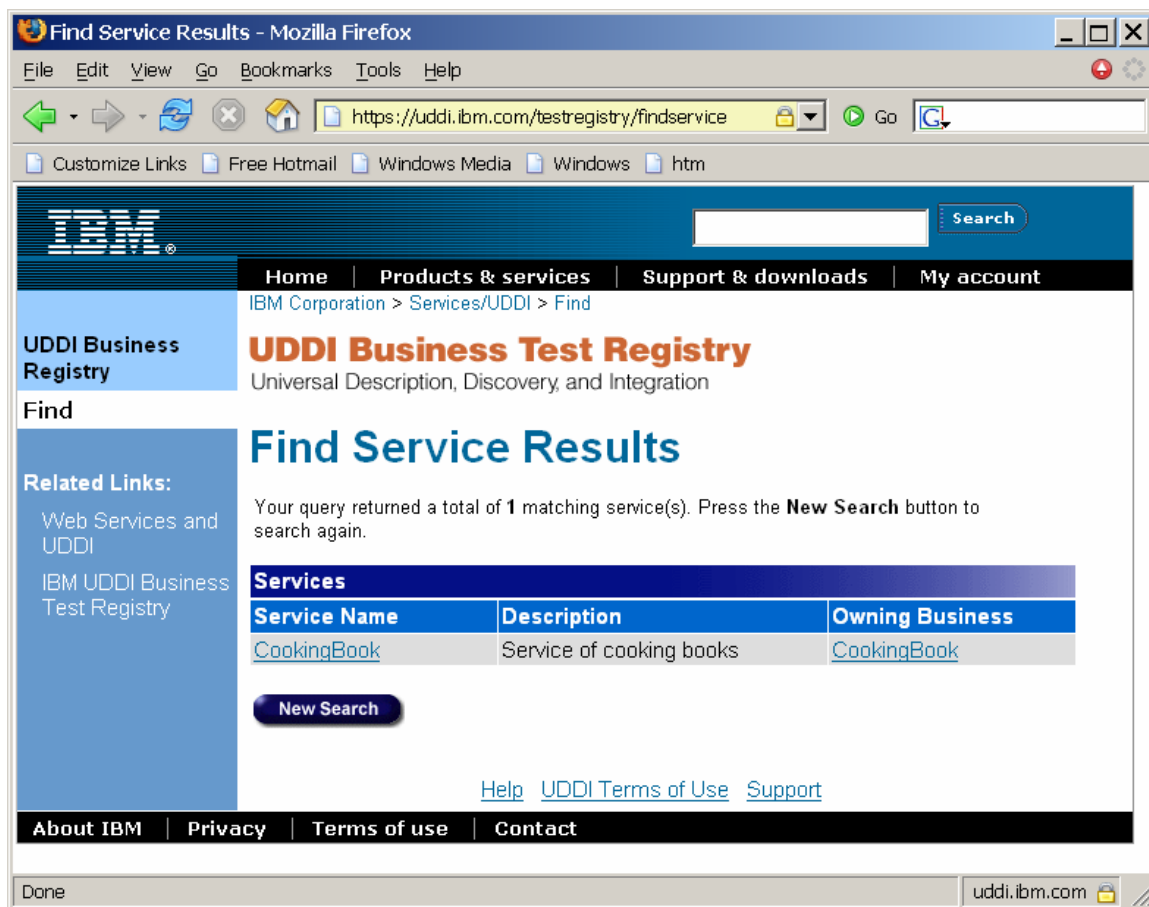 Find Service Results - Mozilla Firefox
File Edit View Go Bookmarks Tools Help
https://uddi.ibm.com/testregistry/findservice Go G
Customize Links Free Hotmail Windows Media Windows htm
IBM® Search
Home | Products & services | Support & downloads | My account
IBM Corporation > Services/UDDI > Find
UDDI Business
Registry
Find
Related Links:
Web Services and
UDDI
IBM UDDI Business
Test Registry
UDDI Business Test Registry
Universal Description, Discovery, and Integration
Find Service Results
Your query returned a total of 1 matching service(s). Press the New Search button to
search again.
Services
Service Name Description Owning Business
CookingBook Service of cooking books CookingBook
New Search
Help UDDI Terms of Use Support
About IBM | Privacy | Terms of use | Contact
Done uddi.ibm.com